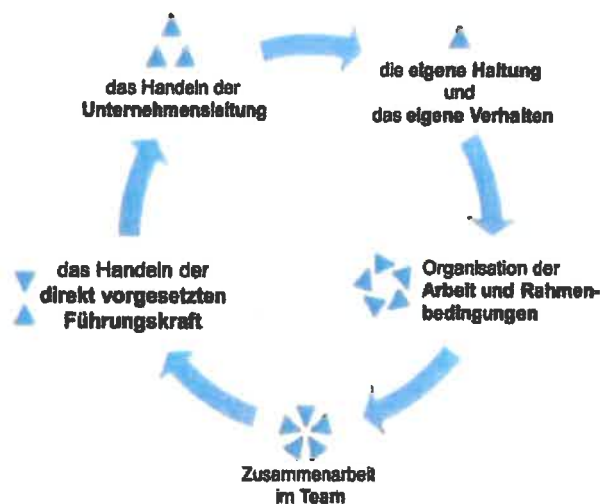 das Handeln der
Unternehmensleitung
die eigene Haltung
und
das eigene Verhalten
Organisation der
Arbeit und Rahmen-
bedingungen
Zusammenarbeit
im Team
das Handeln der
direkt vorgesetzten
Führungskraft